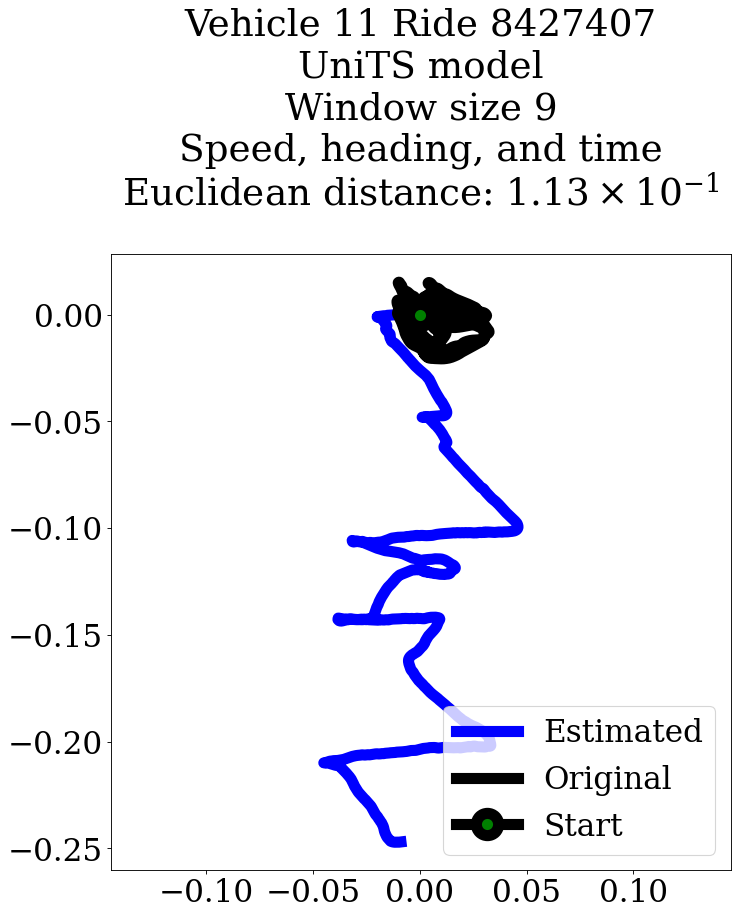 Vehicle 11 Ride 8427407
UniTS model
Window size 9
Speed, heading, and time
Euclidean distance: 1.13 × 10⁻¹
0.00
−0.05
−0.10
−0.15
−0.20
−0.25
Estimated
Original
Start
−0.10 −0.05 0.00 0.05 0.10